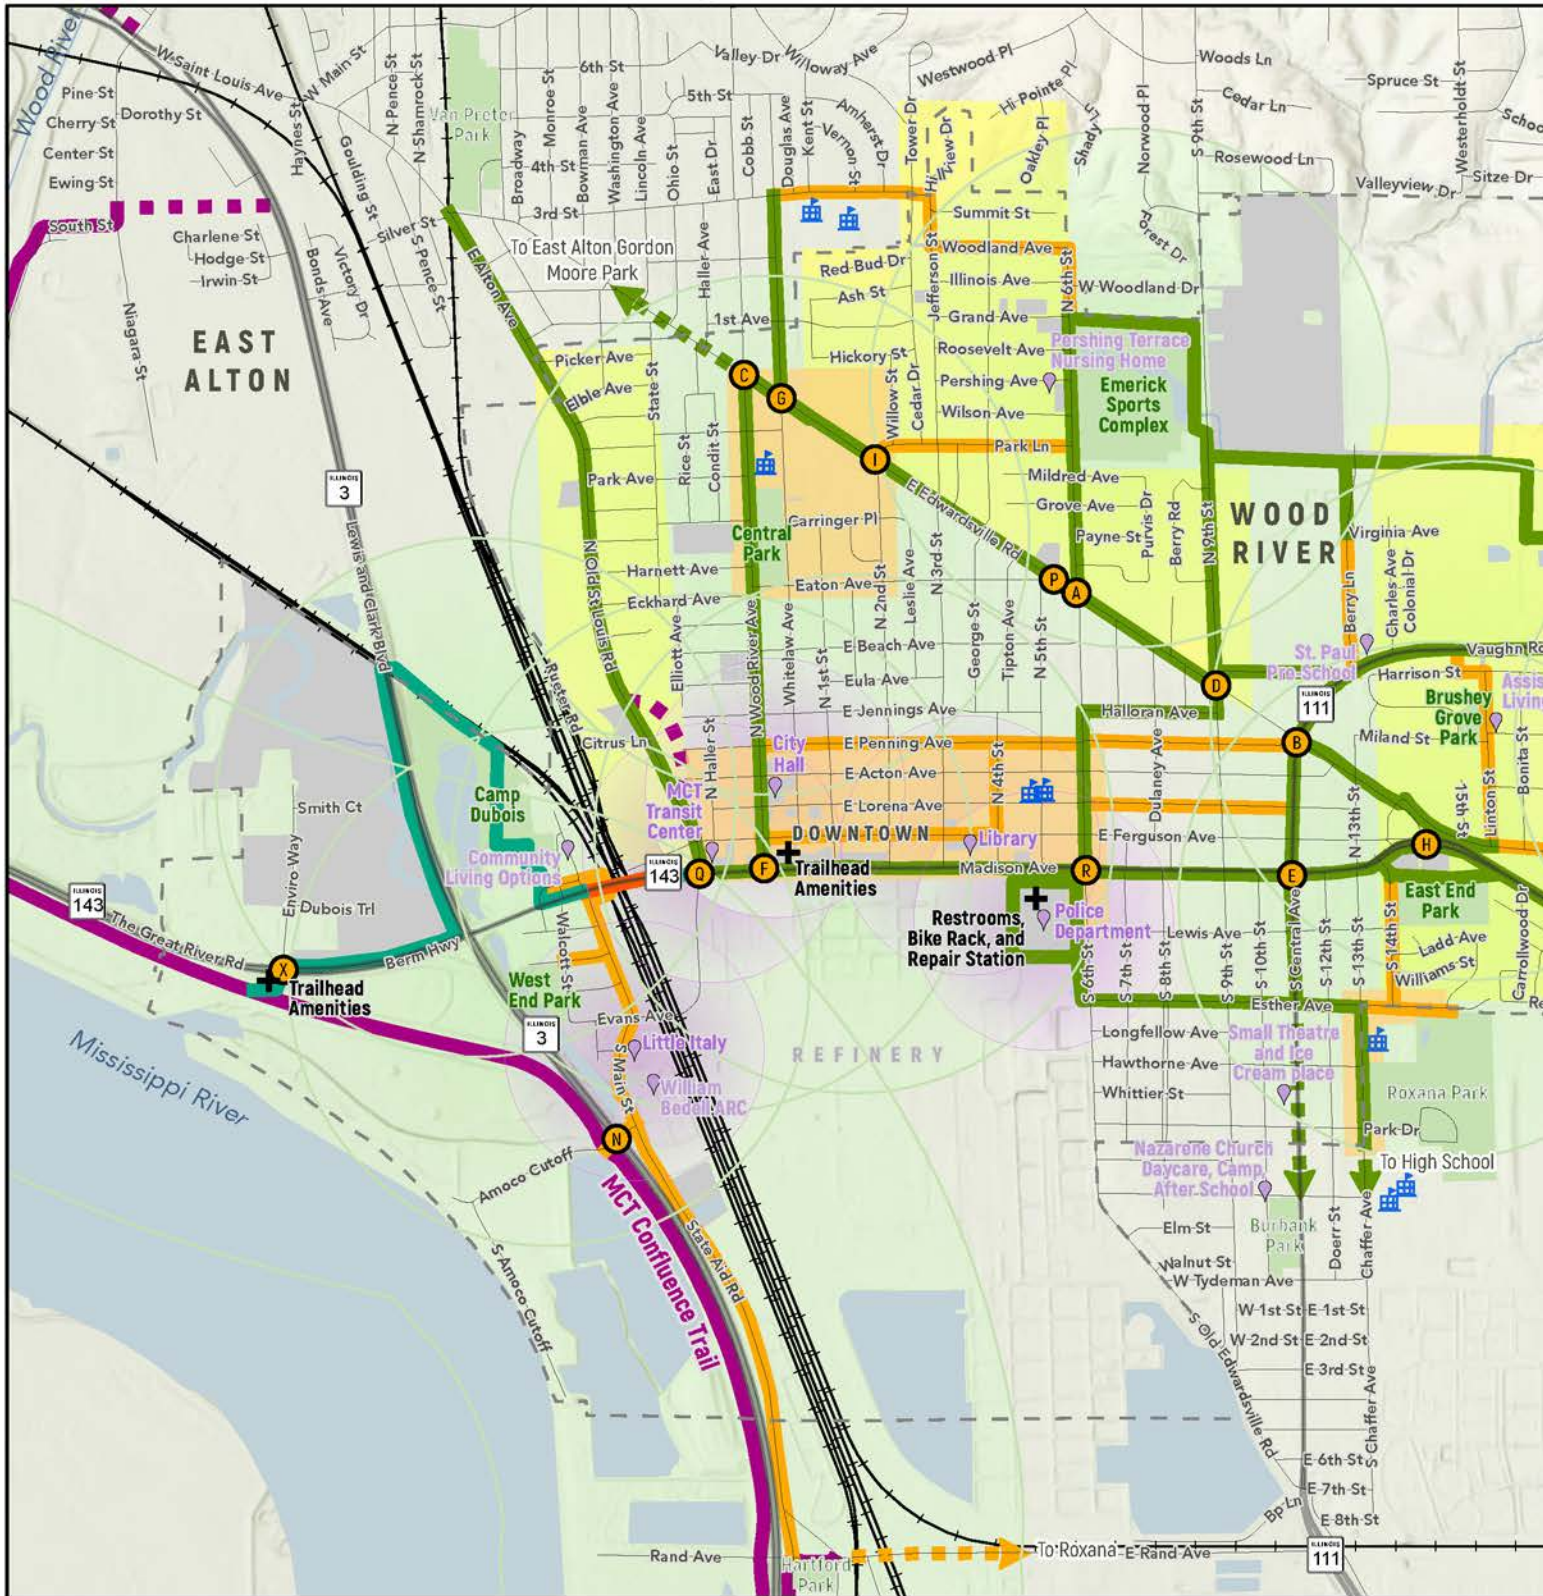 Wood River
W Saint Louis Ave
W Main St
N Pence St
N Shamrock St
Van Preter
Park
Pine St
Dorothy St
Cherry St
Center St
Ewing St
South St
Charlene St
Hodge St
Irwin St
Haynes St
Goulding St
Silver St
S Pence St
Victory Dr
Bonds Ave
Niagara St
EAST
ALTON
6th St
5th St
4th St
3rd St
Broadway
Monroe St
Bowman Ave
Washington Ave
Lincoln Ave
Ohio St
East Dr
Cobb St
Douglas Ave
Kent St
Vernon St
Amherst Dr
Tower Dr
Valley Dr
Willoway Ave
Westwood Pl
Hi-Pointe Pl
Hill View Dr
Oakley Pl
Shady Ln
Norwood Pl
S 9th St
Woods Ln
Cedar Ln
Rosewood Ln
Spruce St
Westerholdt St
Schoo
Sitze Dr
Valleyview Dr
Forest Dr
To East Alton Gordon
Moore Park
Haller Ave
1st Ave
E Alton Ave
Summit St
Woodland Ave
Red Bud Dr
Ash St
Illinois Ave
Jefferson St
N 6th St
W Woodland Dr
Grand Ave
Hickory St
Roosevelt Ave
Pershing Terrace
Nursing Home
Pershing Ave
Wilson Ave
Emerick
Sports
Complex
Picker Ave
Elble Ave
State St
Willow St
Cedar Dr
C
G
I
Park Ln
Rice St
Condit St
Park Ave
Mildred Ave
Grove Ave
E Edwardsville Rd
Payne St
Purvis Dr
Berry Rd
N 9th St
WOOD
RIVER
Virginia Ave
Berry Ln
Charles Ave
Colonial Dr
ILLINOIS
3
Lewis and Clark Blvd
Carringer Pl
Central
Park
N Old St. Louis Rd
Harnett Ave
Eckhard Ave
Eaton Ave
N 2nd St
Leslie Ave
N 3rd St
P
A
Elliott Ave
N Wood River Ave
Whitelaw Ave
N 1st St
E Beach Ave
Eula Ave
E Jennings Ave
George St
Tipton Ave
N 5th St
St. Paul
Pre-School
Vaughn Rd
Harrison St
D
ILLINOIS
111
Brushey
Grove
Park
Assis
Livin
Rueter Rd
Citrus Ln
N Haller St
Halloran Ave
City
Hall
E Penning Ave
E Acton Ave
E Lorena Ave
N 4th St
Dulaney Ave
B
Miland St
Bonita St
Linton St
15th St
N 13th St
MCT
Transit
Center
Camp
Dubois
Smith Ct
Enviro Way
Dubois Trl
Community
Living Options
DOWNTOWN
Library
E Ferguson Ave
ILLINOIS
143
Q
F
Trailhead
Amenities
Madison Ave
R
E
H
East End
Park
ILLINOIS
143
The Great River Rd
Berm Hwy
Walcott St
Restrooms,
Bike Rack, and
Repair Station
Police
Department
Lewis Ave
Ladd Ave
Williams St
Carrollwood Dr
S 6th St
S 7th St
S 8th St
S 9th St
S 10th St
S Central Ave
S 12th St
S 13th St
S 14th St
X
Trailhead
Amenities
West
End Park
Esther Ave
Re
Evans Ave
ILLINOIS
3
Little Italy
S Main St
William
Bedell ARC
REFINERY
Longfellow Ave
Hawthorne Ave
Whittier St
Small Theatre
and Ice
Cream place
Roxana Park
Park Dr
To High School
Mississippi River
N
Amoco Cutoff
S Amoco Cutoff
MCT Confluence Trail
State Aid Rd
Nazarene Church
Daycare, Camp,
After School
Burbank
Park
Elm St
Walnut St
W Tydeman Ave
Doerr St
Chaffer Ave
W 1st St
E 1st St
W 2nd St
E 2nd St
E 3rd St
S Old Edwardsville Rd
S Chaffer Ave
E 6th St
E 7th St
E 8th St
Bp Ln
Rand Ave
Hartford
Park
To Roxana
E Rand Ave
ILLINOIS
111